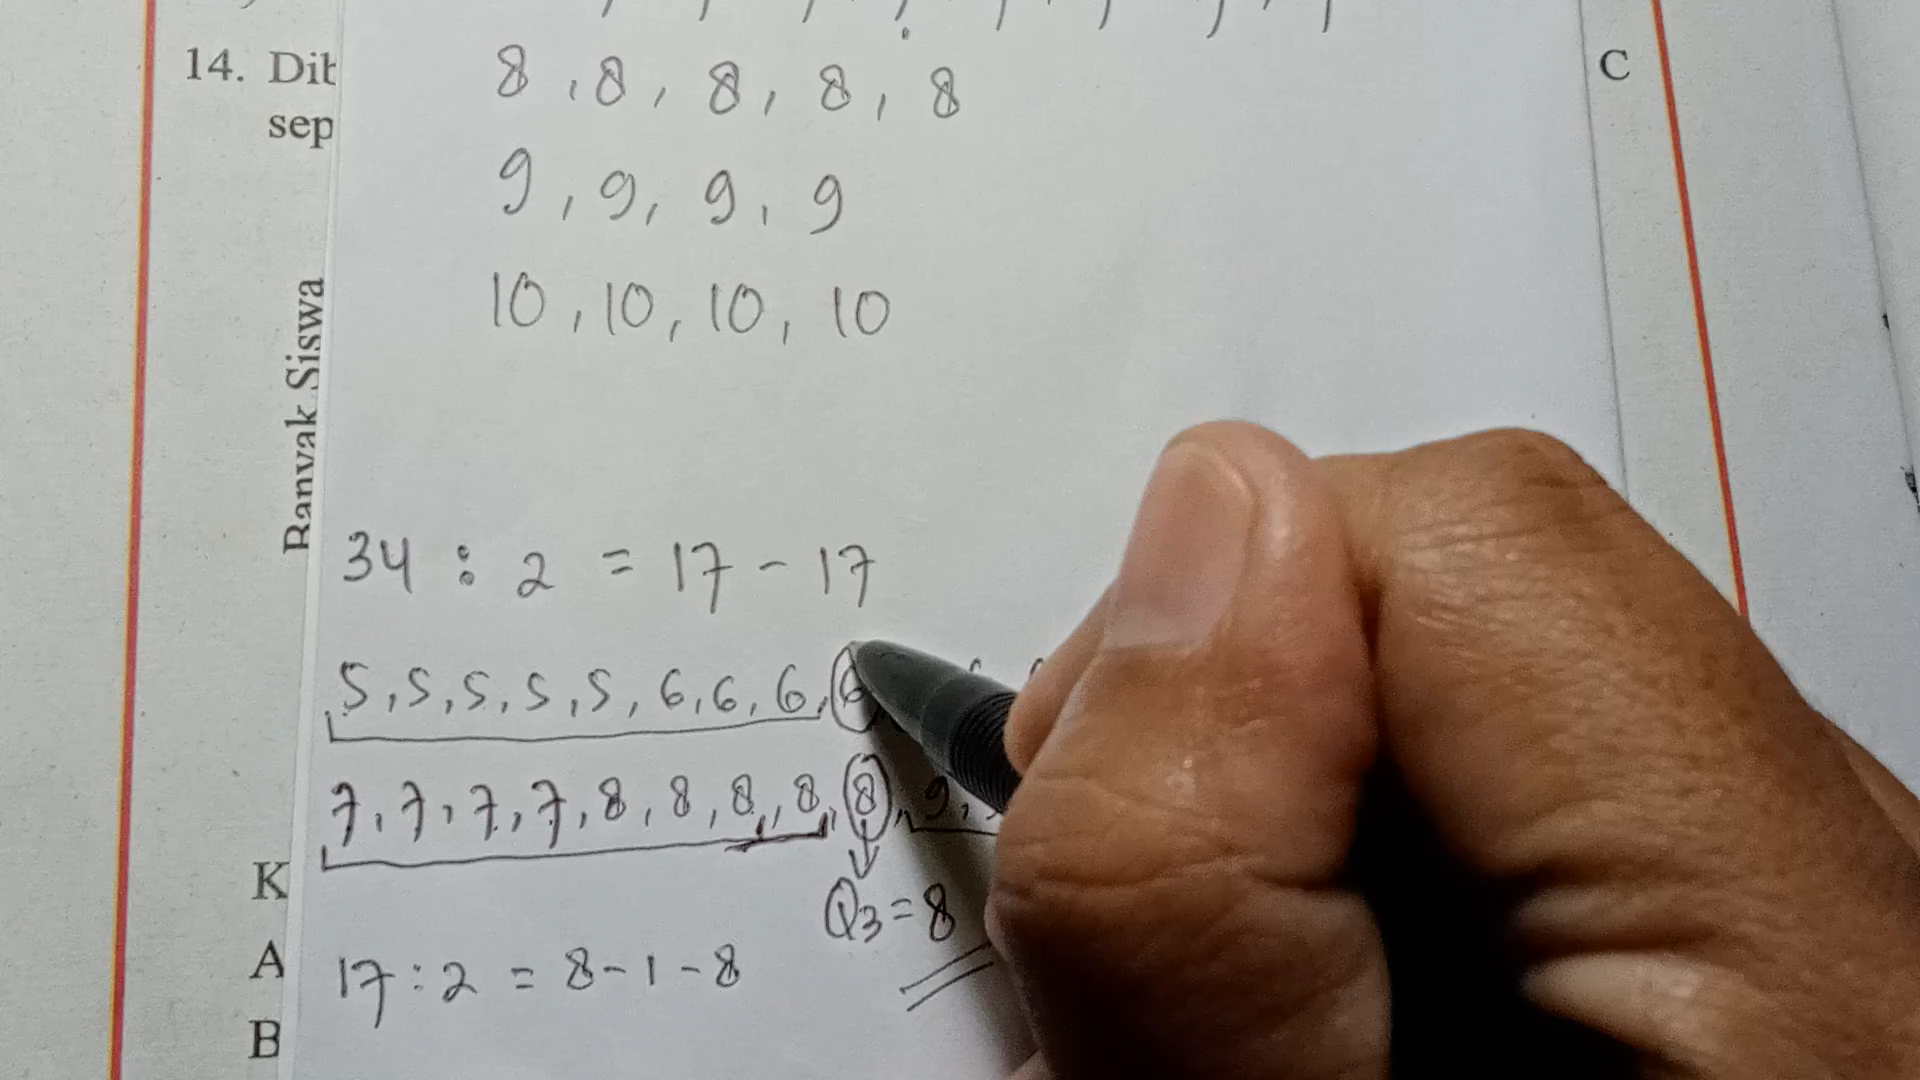 14. Dit
C
sep
8, 8, 8, 8, 8
9, 9, 9, 9
10, 10, 10, 10
Banyak Siswa
34 : 2 = 17 - 17
5, 5, 5, 5, 5, 6, 6, 6, 6
7, 7, 7, 7, 8, 8, 8, 8, 8, 9,
Q3 = 8
17 : 2 = 8 - 1 - 8
K
A
B